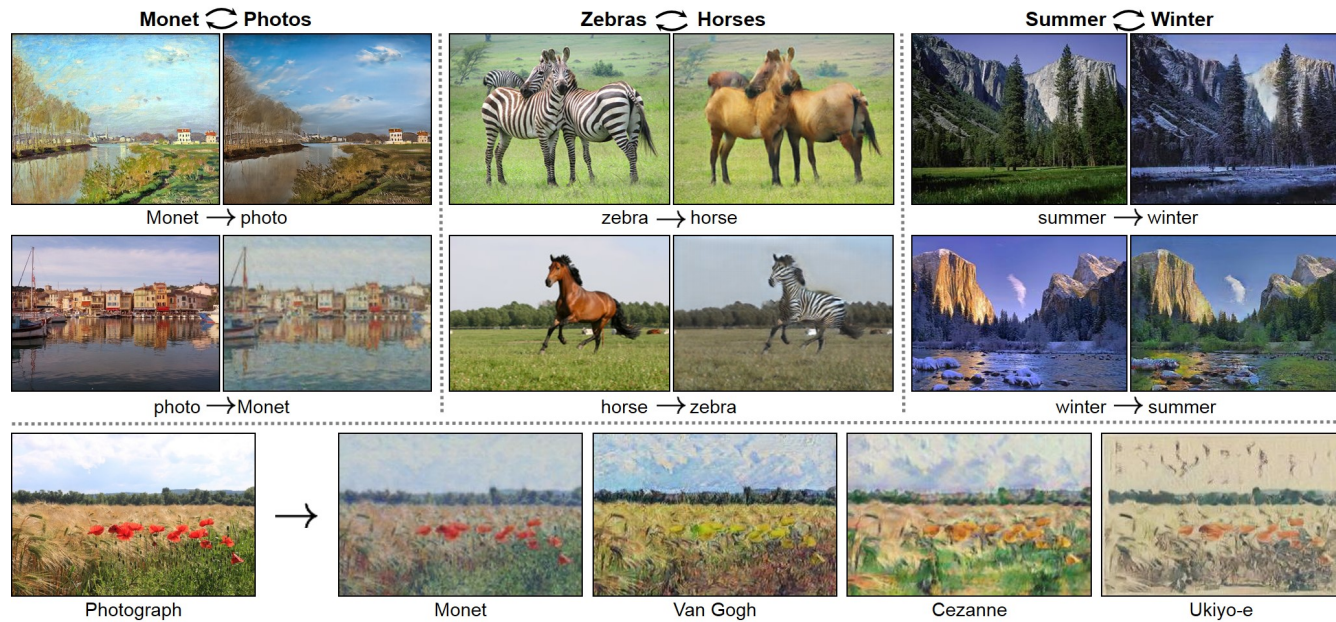 Monet Photos
Zebras Horses
Summer Winter
Monet → photo
zebra → horse
summer → winter
photo → Monet
horse → zebra
winter → summer
Photograph
Monet
Van Gogh
Cezanne
Ukiyo-e